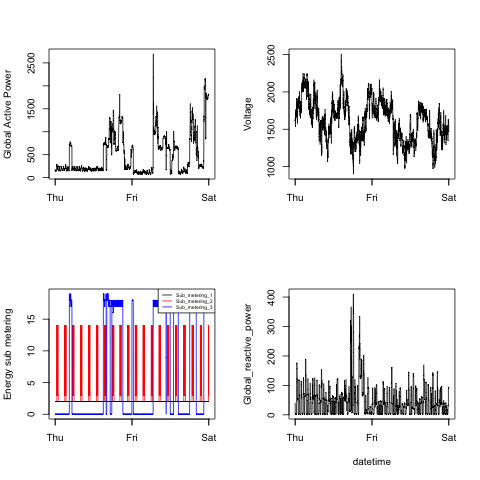 Global Active Power
0
500
1500
2500
Thu
Fri
Sat
Voltage
1000
1500
2000
2500
Thu
Fri
Sat
Energy sub metering
0
5
10
15
Sub_metering_1
Sub_metering_2
Sub_metering_3
Thu
Fri
Sat
Global_reactive_power
0
100
200
300
400
Thu
Fri
Sat
datetime